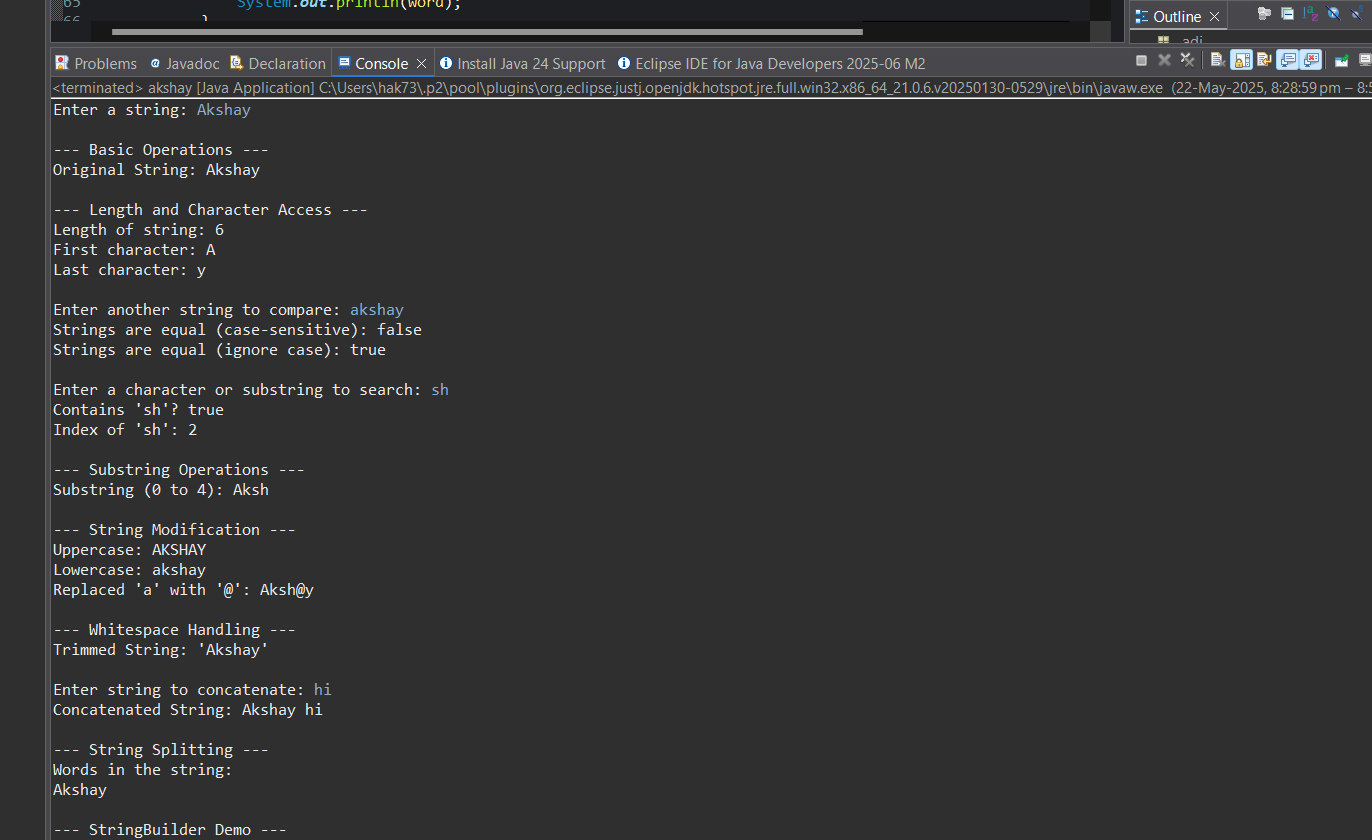 65 System.out.println(word);
66 }
Outline
adi
Problems Javadoc Declaration Console Install Java 24 Support Eclipse IDE for Java Developers 2025-06 M2
<terminated> akshay [Java Application] C:\Users\hak73\.p2\pool\plugins\org.eclipse.justj.openjdk.hotspot.jre.full.win32.x86_64_21.0.6.v20250130-0529\jre\bin\javaw.exe (22-May-2025, 8:28:59 pm – 8:5
Enter a string: Akshay
--- Basic Operations ---
Original String: Akshay
--- Length and Character Access ---
Length of string: 6
First character: A
Last character: y
Enter another string to compare: akshay
Strings are equal (case-sensitive): false
Strings are equal (ignore case): true
Enter a character or substring to search: sh
Contains 'sh'? true
Index of 'sh': 2
--- Substring Operations ---
Substring (0 to 4): Aksh
--- String Modification ---
Uppercase: AKSHAY
Lowercase: akshay
Replaced 'a' with '@': Aksh@y
--- Whitespace Handling ---
Trimmed String: 'Akshay'
Enter string to concatenate: hi
Concatenated String: Akshay hi
--- String Splitting ---
Words in the string:
Akshay
--- StringBuilder Demo ---